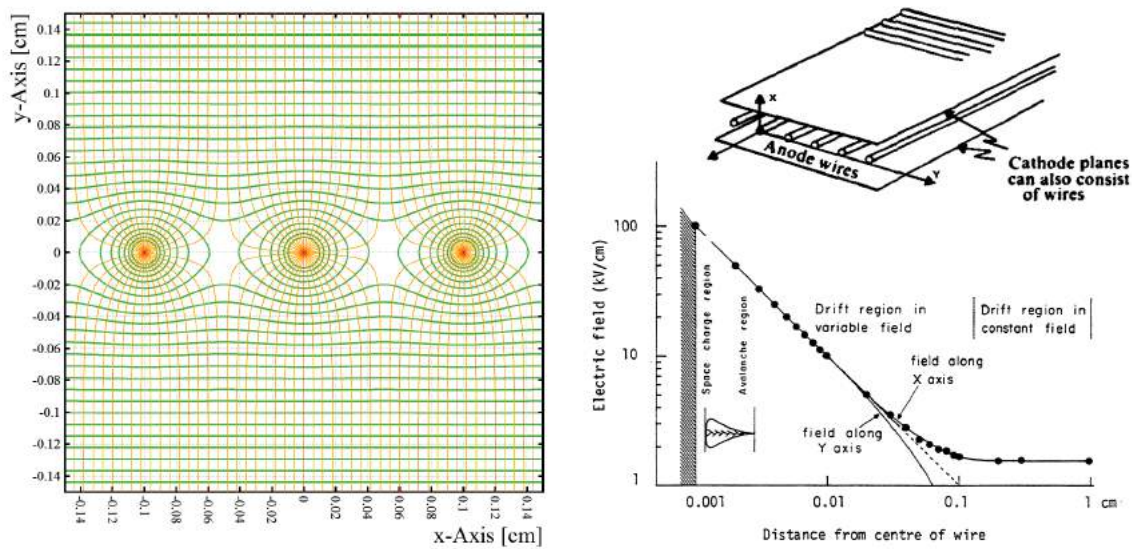 y-Axis [cm]
0.14
0.12
0.1
0.08
0.06
0.04
0.02
0
-0.02
-0.04
-0.06
-0.08
-0.1
-0.12
-0.14
-0.14
-0.12
-0.1
-0.08
-0.06
-0.04
-0.02
0
0.02
0.04
0.06
0.08
0.1
0.12
0.14
x-Axis [cm]
x
Anode wires
Y
Cathode planes
can also consist
of wires
Electric field (kV/cm)
100
10
1
Space charge region
Avalanche region
Drift region in
variable field
Drift region in
constant field
field along
X axis
field along
Y axis
0.001
0.01
0.1
1
cm
Distance from centre of wire